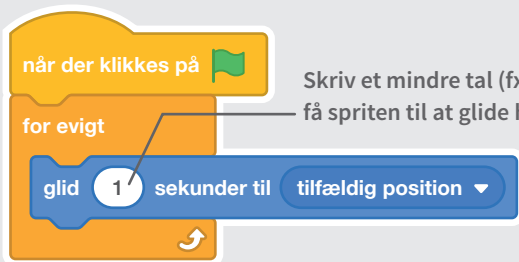 når der klikkes på
Skriv et mindre tal (fx
få spriten til at glide
for evigt
glid 1 sekunder til tilfældig position